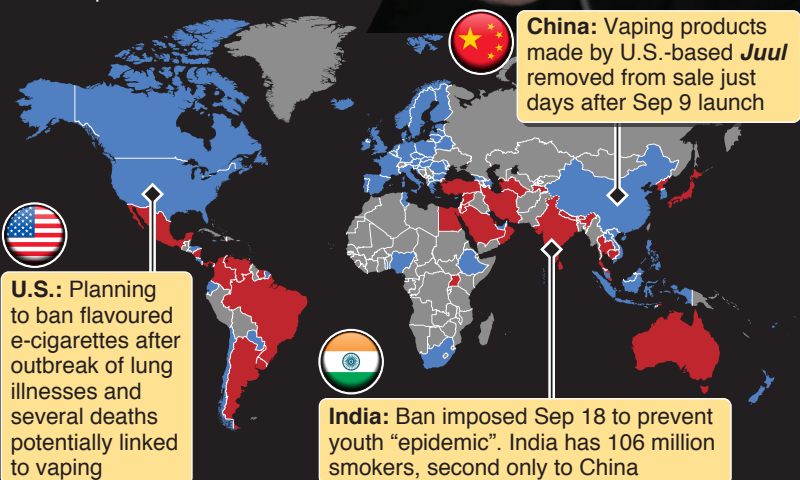 China: Vaping products
made by U.S.-based Juul
removed from sale just
days after Sep 9 launch
U.S.: Planning
to ban flavoured
e-cigarettes after
outbreak of lung
illnesses and
several deaths
potentially linked
to vaping
India: Ban imposed Sep 18 to prevent
youth “epidemic”. India has 106 million
smokers, second only to China